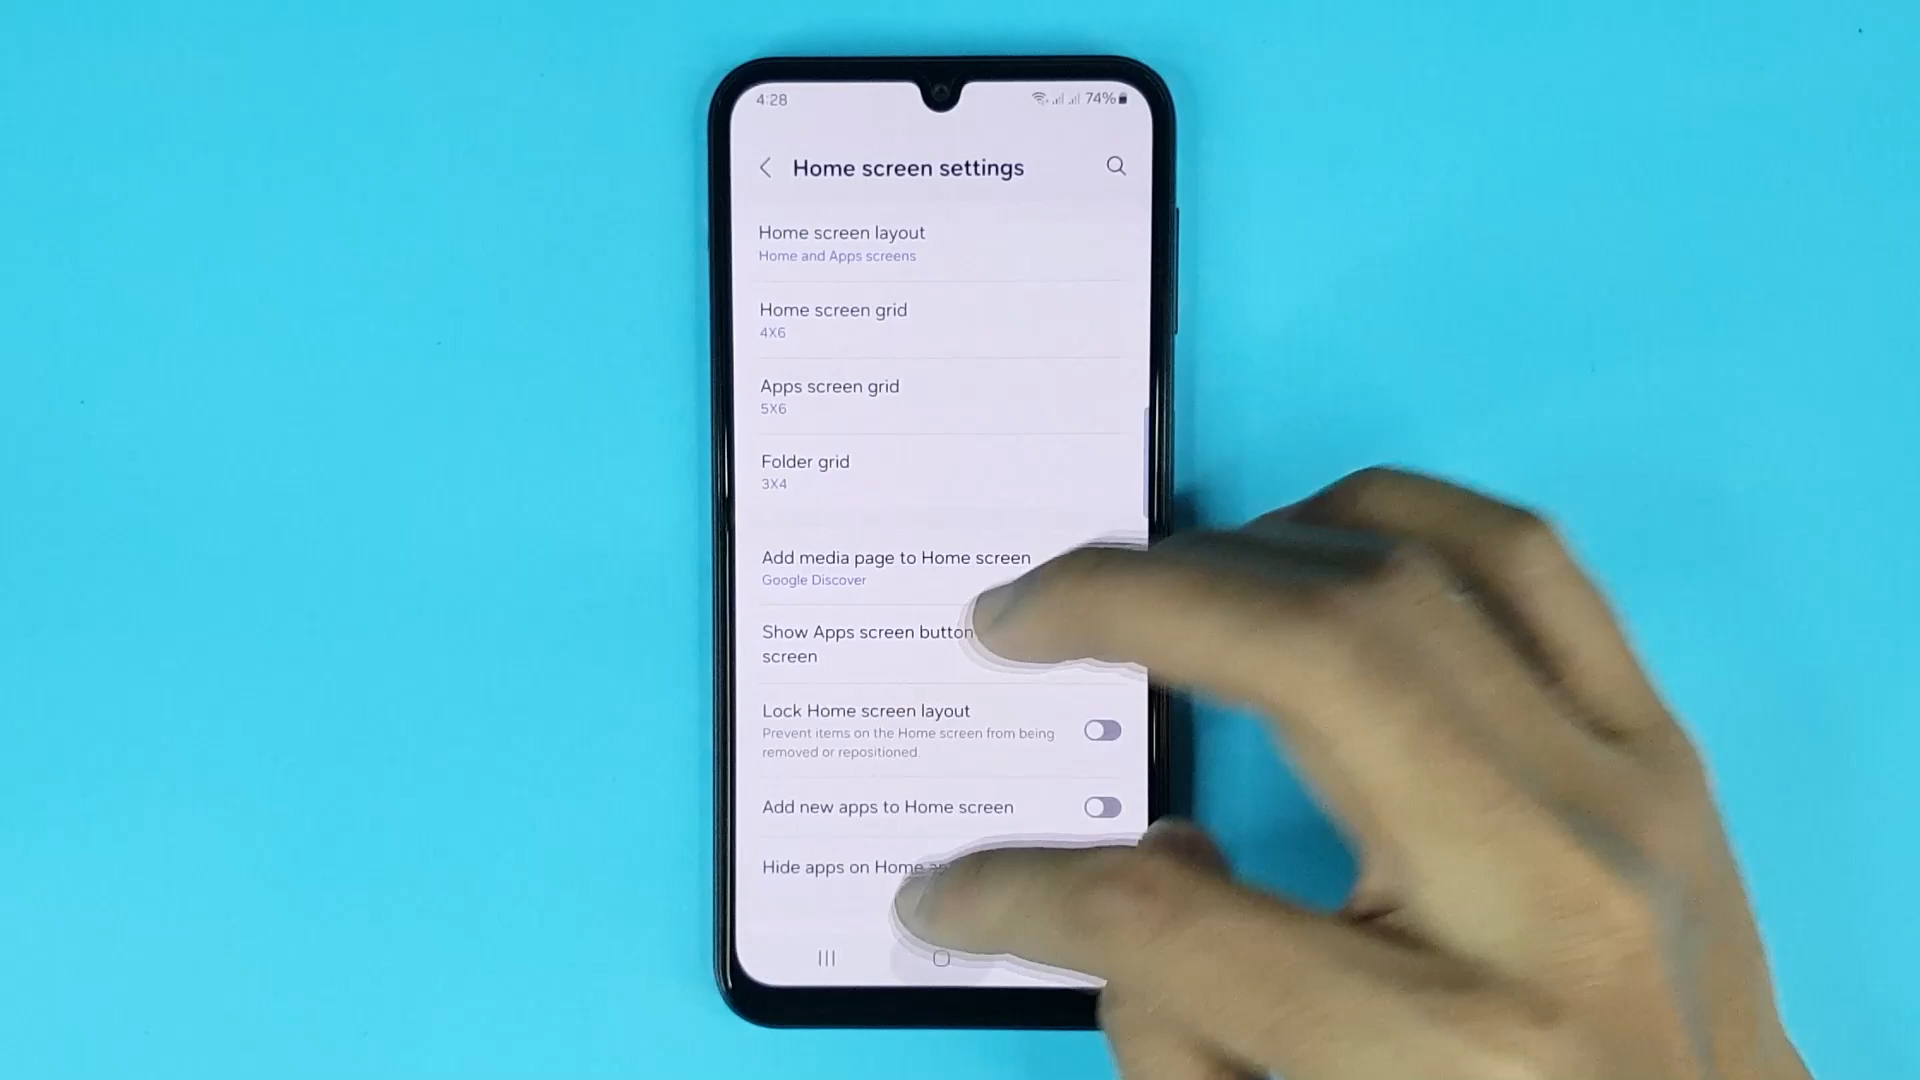 4:28
74%
Home screen settings
Home screen layout
Home and Apps screens
Home screen grid
4X6
Apps screen grid
5X6
Folder grid
3X4
Add media page to Home screen
Google Discover
Show Apps screen button
screen
Lock Home screen layout
Prevent items on the Home screen from being
removed or repositioned.
Add new apps to Home screen
Hide apps on Home